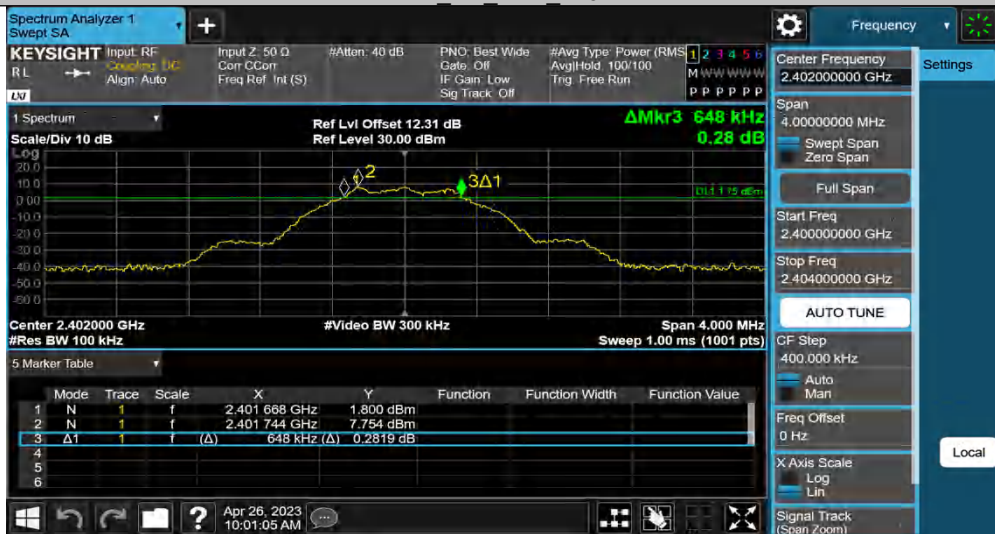 Spectrum Analyzer 1
Swept SA
+
Frequency
KEYSIGHT
RL
LXI
Input: RF
Coupling: DC
Align: Auto
Input Z: 50 Ω
Corr CCorr
Freq Ref: Int (S)
#Atten: 40 dB
PNO: Best Wide
Gate: Off
IF Gain: Low
Sig Track: Off
#Avg Type: Power (RMS
Avg|Hold: 100/100
Trig: Free Run
1 2 3 4 5 6
M W W W W W
P P P P P P
1 Spectrum
Scale/Div 10 dB
Ref Lvl Offset 12.31 dB
Ref Level 30.00 dBm
ΔMkr3 648 kHz
0.28 dB
Log
20.0
10.0
0.00
-10.0
-20.0
-30.0
-40.0
-50.0
-60.0
2
3Δ1
DL1 1.75 dBm
Center 2.402000 GHz
#Res BW 100 kHz
#Video BW 300 kHz
Span 4.000 MHz
Sweep 1.00 ms (1001 pts)
5 Marker Table
Mode Trace Scale X Y Function Function Width Function Value
1 N 1 f 2.401 668 GHz 1.800 dBm
2 N 1 f 2.401 744 GHz 7.754 dBm
3 Δ1 1 f (Δ) 648 kHz (Δ) 0.2819 dB
4
5
6
?
Apr 26, 2023
10:01:05 AM
Center Frequency
2.402000000 GHz
Span
4.00000000 MHz
Swept Span
Zero Span
Full Span
Start Freq
2.400000000 GHz
Stop Freq
2.404000000 GHz
AUTO TUNE
CF Step
400.000 kHz
Auto
Man
Freq Offset
0 Hz
X Axis Scale
Log
Lin
Signal Track
(Span Zoom)
Settings
Local